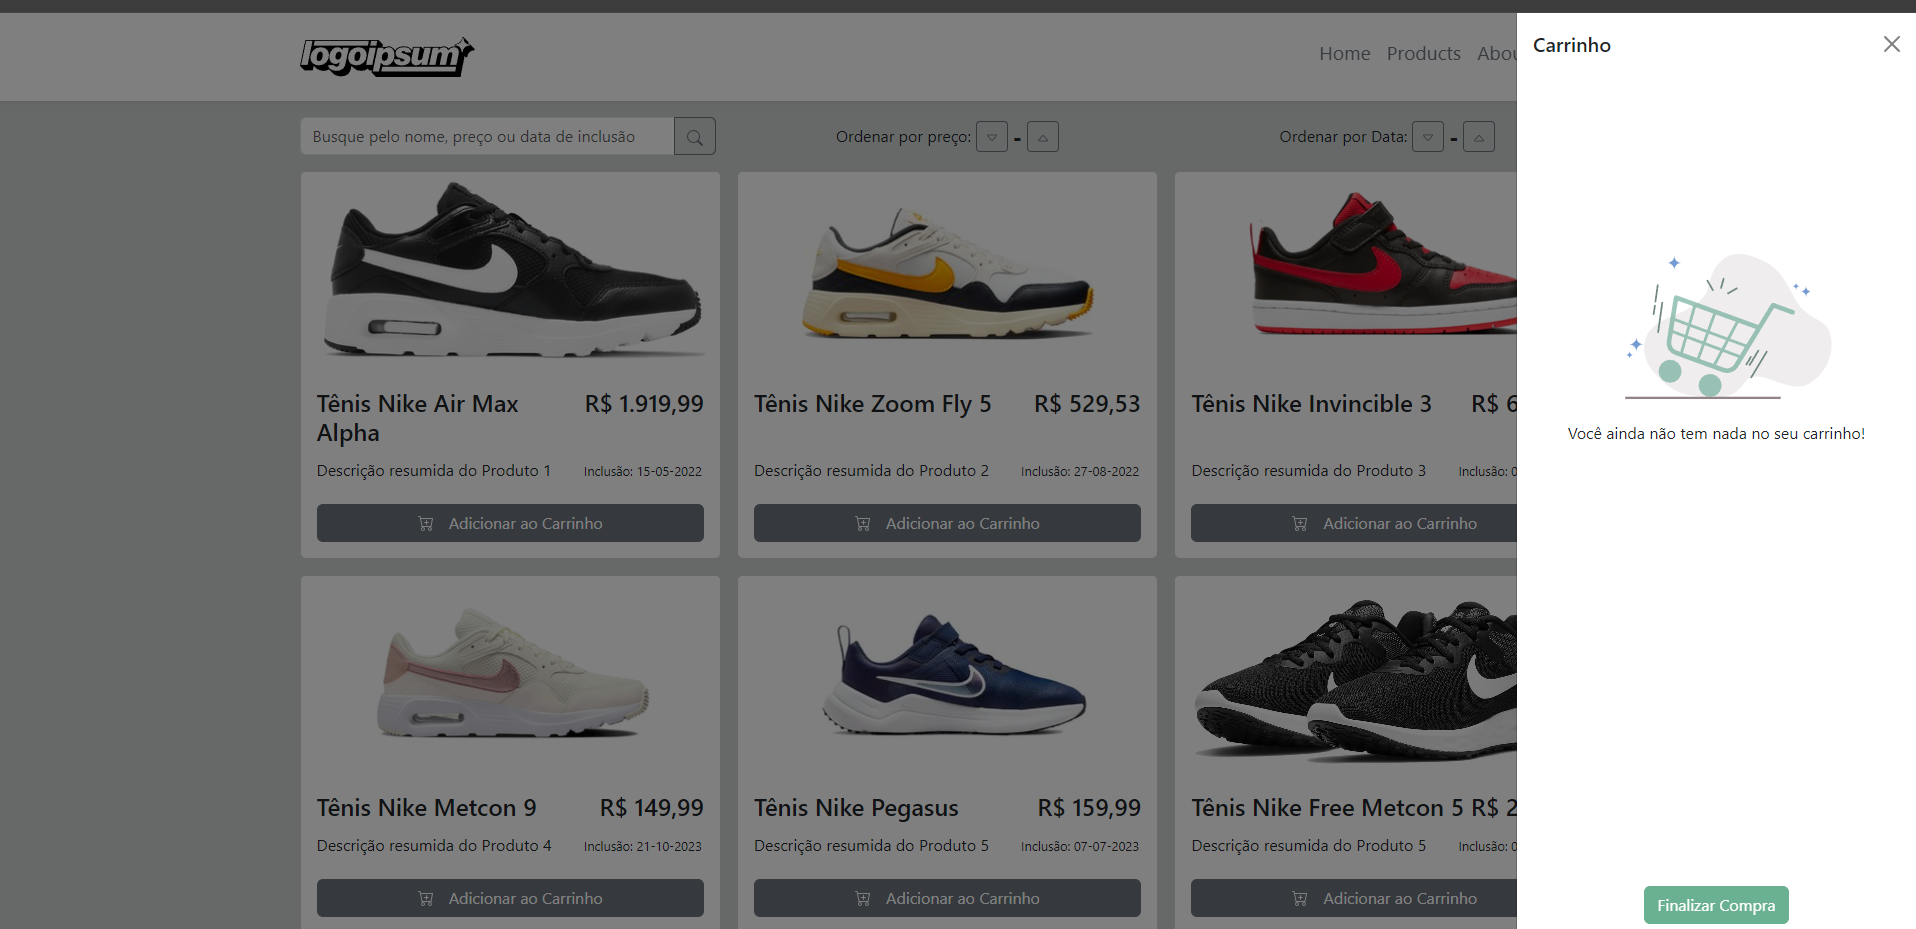 logoipsum
Home Products Abou
Carrinho
Busque pelo nome, preço ou data de inclusão
Ordenar por preço: -
Ordenar por Data: -
Tênis Nike Air Max Alpha
R$ 1.919,99
Descrição resumida do Produto 1
Inclusão: 15-05-2022
Adicionar ao Carrinho
Tênis Nike Zoom Fly 5
R$ 529,53
Descrição resumida do Produto 2
Inclusão: 27-08-2022
Adicionar ao Carrinho
Tênis Nike Invincible 3
R$ 6
Descrição resumida do Produto 3
Inclusão: 0
Adicionar ao Carrinho
Você ainda não tem nada no seu carrinho!
Tênis Nike Metcon 9
R$ 149,99
Descrição resumida do Produto 4
Inclusão: 21-10-2023
Adicionar ao Carrinho
Tênis Nike Pegasus
R$ 159,99
Descrição resumida do Produto 5
Inclusão: 07-07-2023
Adicionar ao Carrinho
Tênis Nike Free Metcon 5
R$ 2
Descrição resumida do Produto 5
Inclusão: 0
Adicionar ao Carrinho
Finalizar Compra